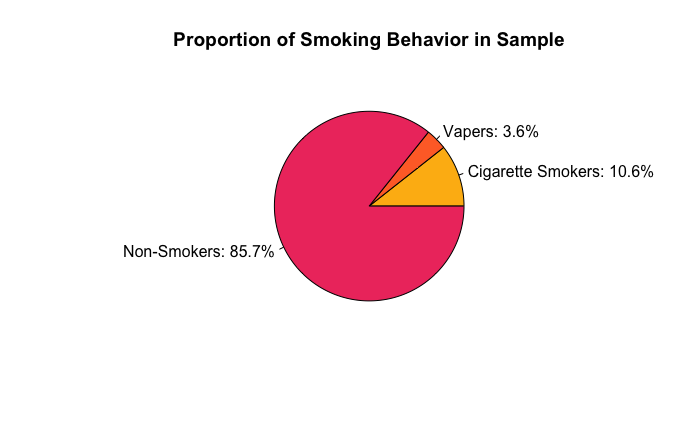 Proportion of Smoking Behavior in Sample
Vapers: 3.6%
Cigarette Smokers: 10.6%
Non-Smokers: 85.7%